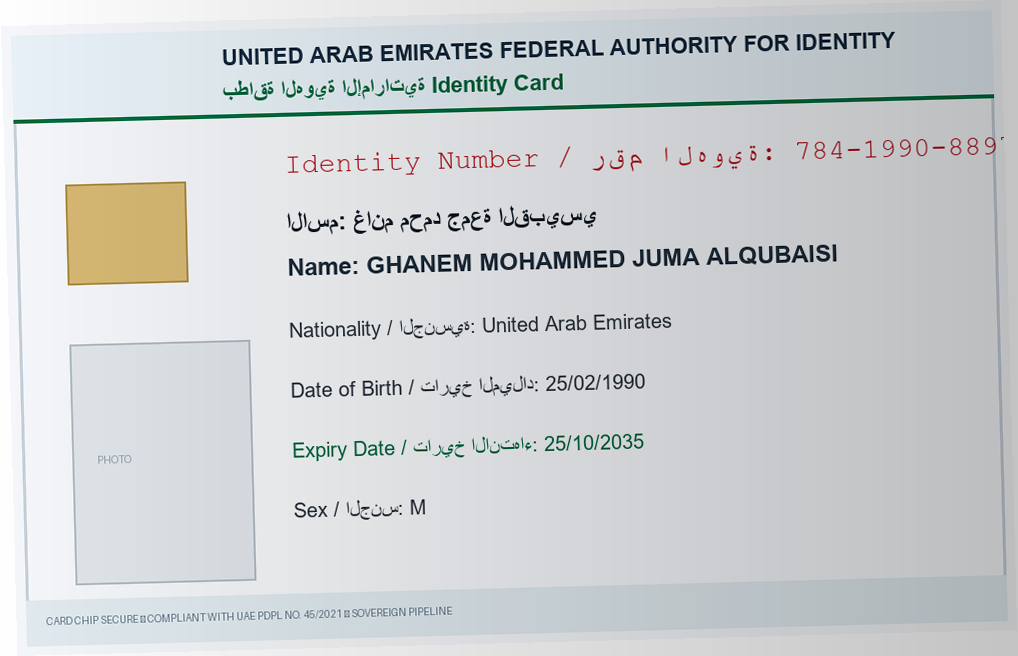 UNITED ARAB EMIRATES FEDERAL AUTHORITY FOR IDENTITY
بطاقة الهوية الإماراتية Identity Card
Identity Number / رقم الهوية: 784-1990-889
الاسم: غانم محمد جمعة القبيسي
Name: GHANEM MOHAMMED JUMA ALQUBAISI
Nationality / الجنسية: United Arab Emirates
Date of Birth / تاريخ الميلاد: 25/02/1990
Expiry Date / تاريخ الانتهاء: 25/10/2035
Sex / الجنس: M
PHOTO
CARD CHIP SECURE COMPLIANT WITH UAE PDPL NO. 45/2021 SOVEREIGN PIPELINE